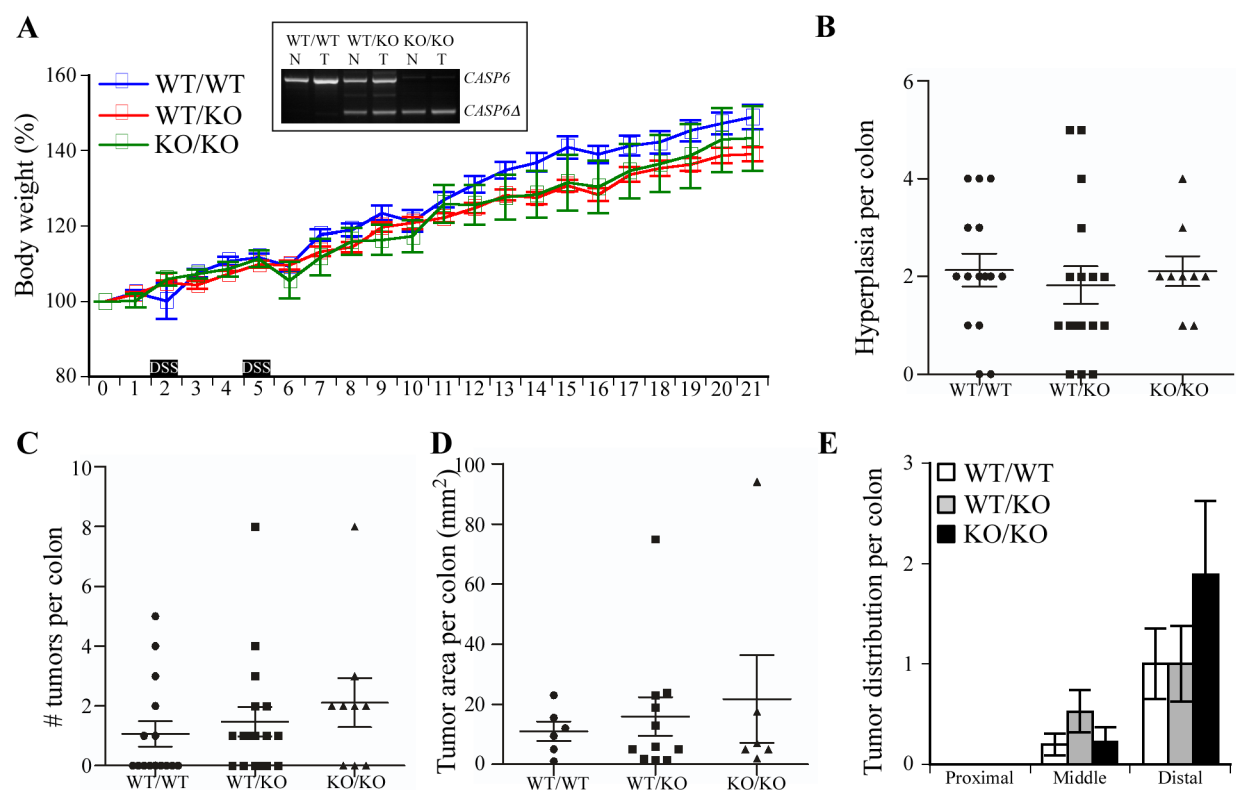 A
WT/WT WT/KO KO/KO
N T N T N T
CASP6
CASP6Δ
WT/WT
WT/KO
KO/KO
Body weight (%)
160
140
120
100
80
DSS DSS
0 1 2 3 4 5 6 7 8 9 10 11 12 13 14 15 16 17 18 19 20 21
B
Hyperplasia per colon
6
4
2
0
WT/WT WT/KO KO/KO
C
# tumors per colon
10
8
6
4
2
0
WT/WT WT/KO KO/KO
D
Tumor area per colon (mm²)
100
80
60
40
20
0
WT/WT WT/KO KO/KO
E
Tumor distribution per colon
3
2
1
0
WT/WT
WT/KO
KO/KO
Proximal Middle Distal